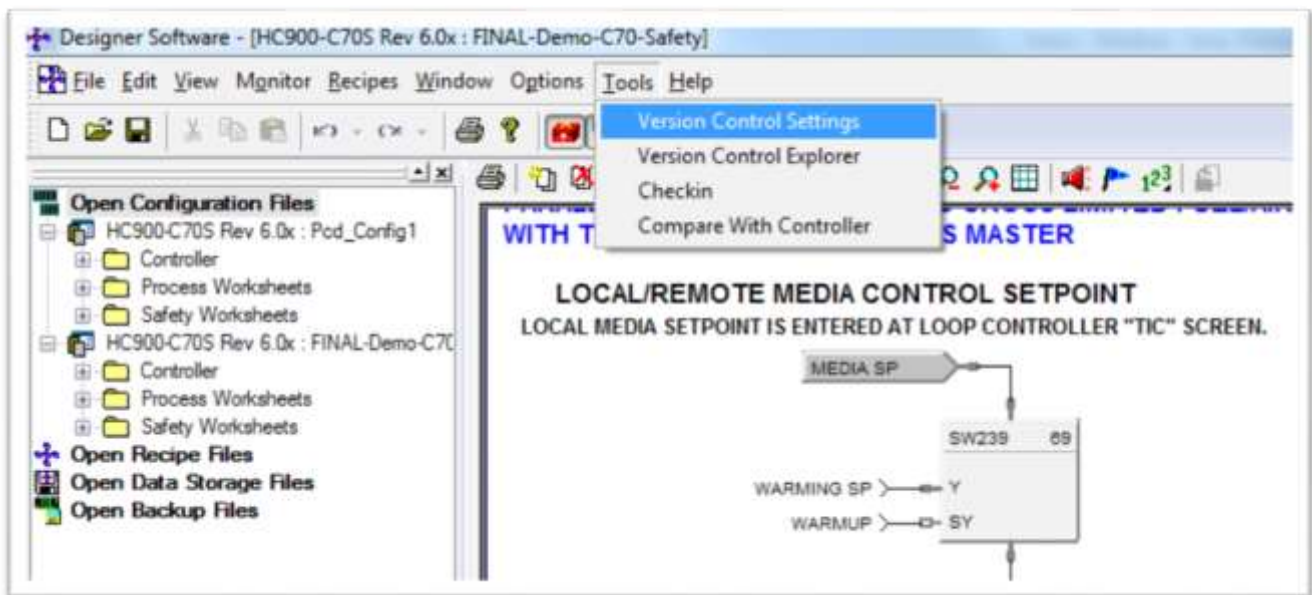 Designer Software - [HC900-C70S Rev 6.0x : FINAL-Demo-C70-Safety]
File Edit View Monitor Recipes Window Options Tools Help
Version Control Settings
Version Control Explorer
Checkin
Compare With Controller
Open Configuration Files
HC900-C70S Rev 6.0x : Pcd_Config1
Controller
Process Worksheets
Safety Worksheets
HC900-C70S Rev 6.0x : FINAL-Demo-C70
Controller
Process Worksheets
Safety Worksheets
Open Recipe Files
Open Data Storage Files
Open Backup Files
123
WITH T S MASTER
LOCAL/REMOTE MEDIA CONTROL SETPOINT
LOCAL MEDIA SETPOINT IS ENTERED AT LOOP CONTROLLER "TIC" SCREEN.
MEDIA SP
SW239 69
WARMING SP Y
WARMUP SY